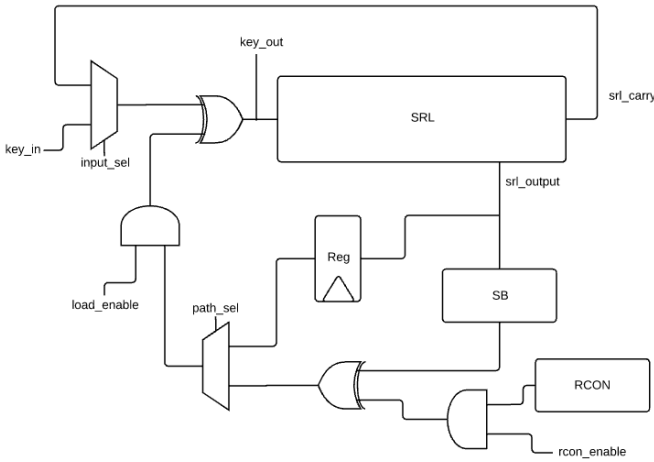 key_out
srl_carry
SRL
key_in
input_sel
srl_output
Reg
SB
load_enable
path_sel
RCON
rcon_enable